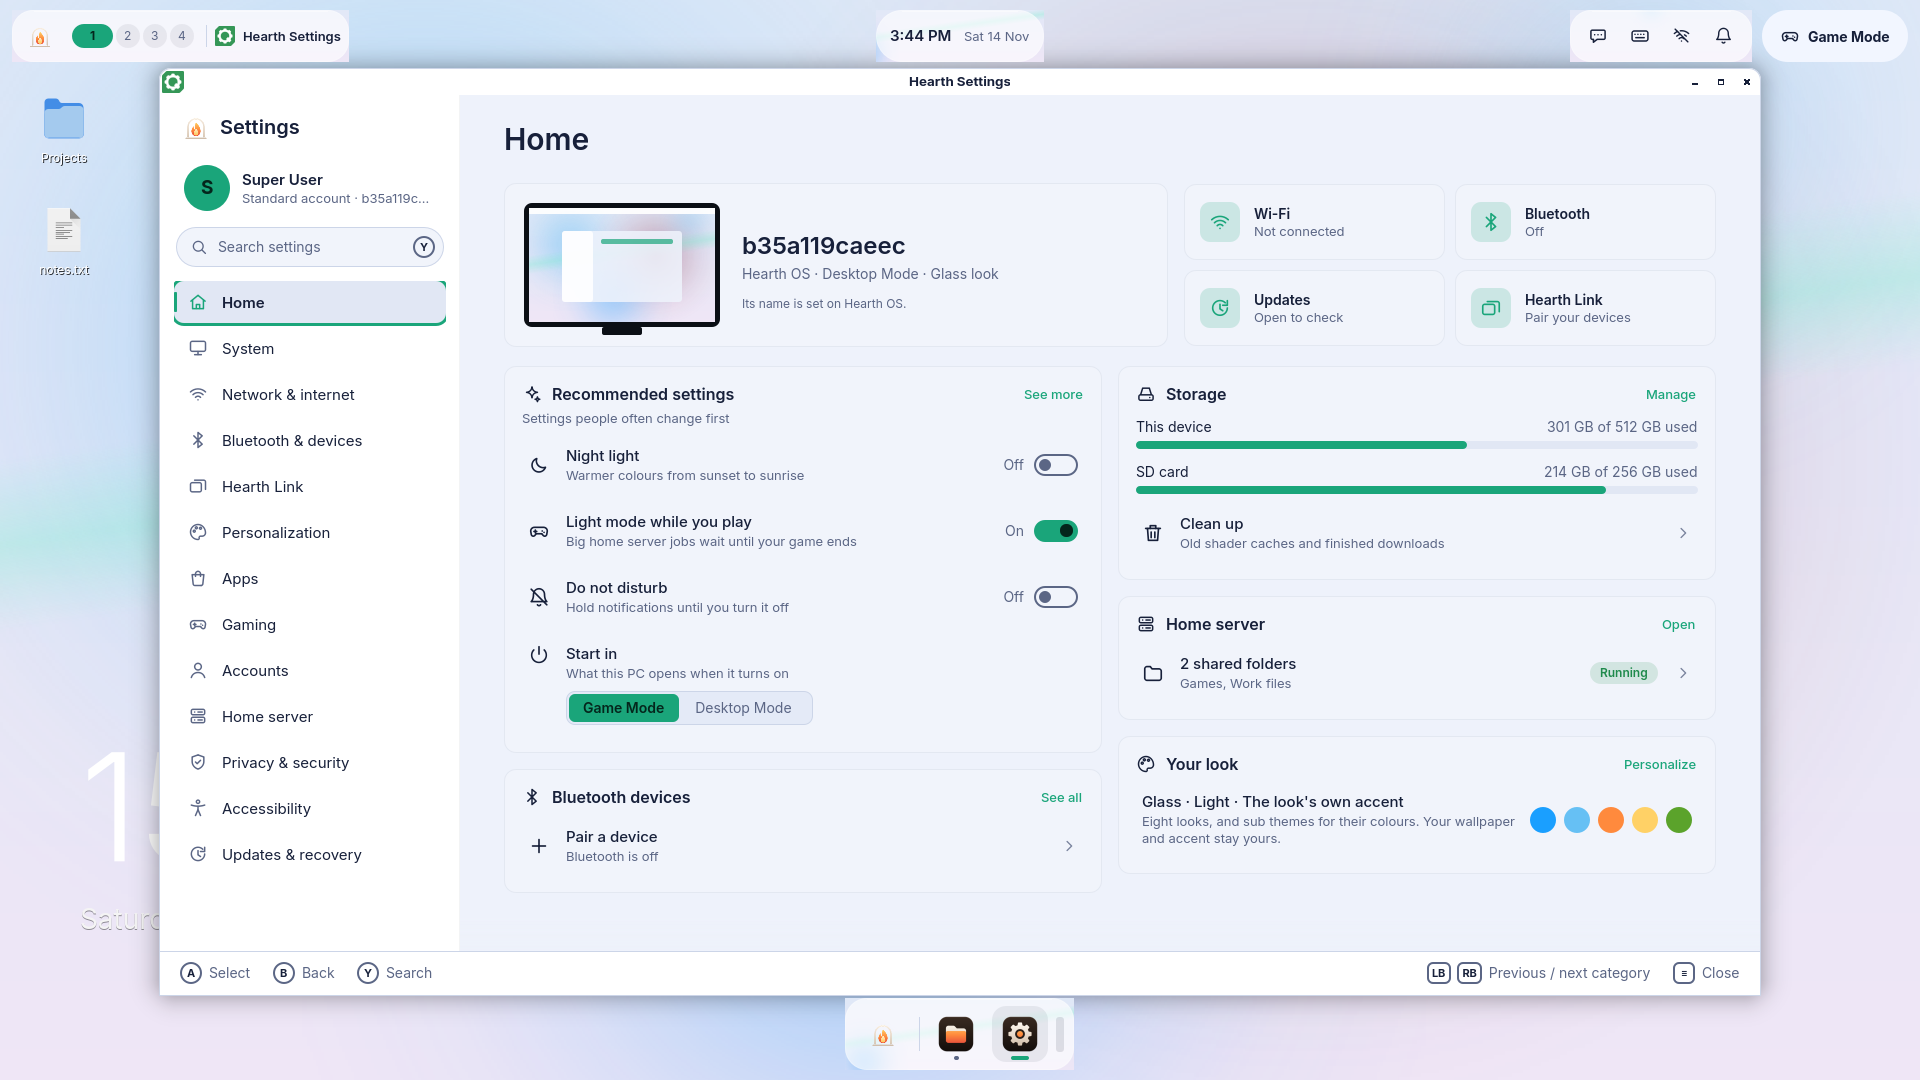 1 2 3 4 Hearth Settings
3:44 PM Sat 14 Nov
Game Mode
Projects
notes.txt
Hearth Settings
Settings
S
Super User
Standard account · b35a119c...
Search settings Y
Home
System
Network & internet
Bluetooth & devices
Hearth Link
Personalization
Apps
Gaming
Accounts
Home server
Privacy & security
Accessibility
Updates & recovery
Home
b35a119caeec
Hearth OS · Desktop Mode · Glass look
Its name is set on Hearth OS.
Wi-Fi
Not connected
Bluetooth
Off
Updates
Open to check
Hearth Link
Pair your devices
Recommended settings See more
Settings people often change first
Night light
Warmer colours from sunset to sunrise
Off
Light mode while you play
Big home server jobs wait until your game ends
On
Do not disturb
Hold notifications until you turn it off
Off
Start in
What this PC opens when it turns on
Game Mode Desktop Mode
Bluetooth devices See all
Pair a device
Bluetooth is off
Storage Manage
This device 301 GB of 512 GB used
SD card 214 GB of 256 GB used
Clean up
Old shader caches and finished downloads
Home server Open
2 shared folders
Games, Work files
Running
Your look Personalize
Glass · Light · The look's own accent
Eight looks, and sub themes for their colours. Your wallpaper
and accent stay yours.
A Select B Back Y Search
LB RB Previous / next category ≡ Close